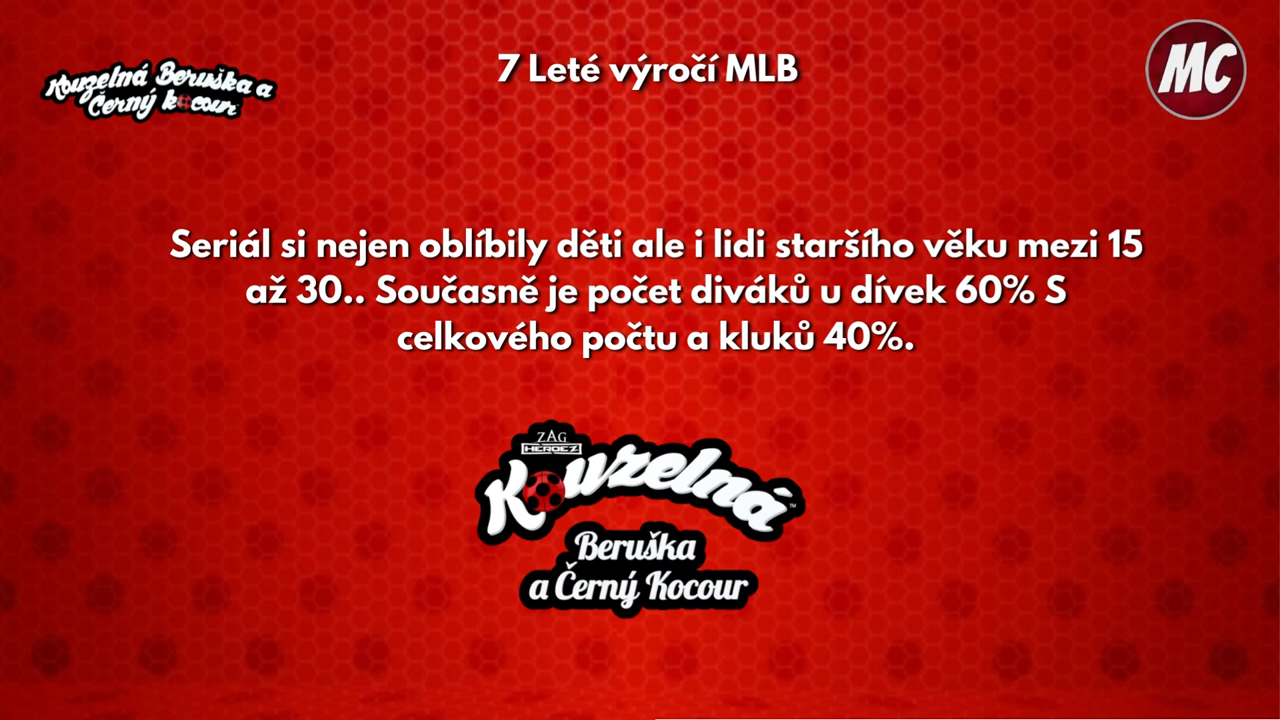 Kouzelná Beruška a
Černý kocour
7 Leté výročí MLB
MC
Seriál si nejen oblíbily děti ale i lidi staršího věku mezi 15
až 30.. Současně je počet diváků u dívek 60% S
celkového počtu a kluků 40%.
ZAG
HEROEZ
Kouzelná
TM
Beruška
a Černý Kocour